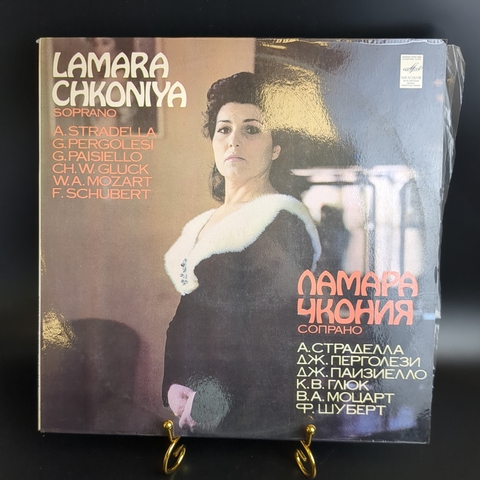 LAMARA
CHKONIYA
SOPRANO
A. STRADELLA
G. PERGOLESI
G. PAISIELLO
CH. W. GLUCK
W. A. MOZART
F. SCHUBERT
ЛАМАРА
ЧКОНИЯ
СОПРАНО
А. СТРАДЕЛЛА
ДЖ. ПЕРГОЛЕЗИ
ДЖ. ПАИЗИЕЛЛО
К. В. ГЛЮК
В. А. МОЦАРТ
Ф. ШУБЕРТ